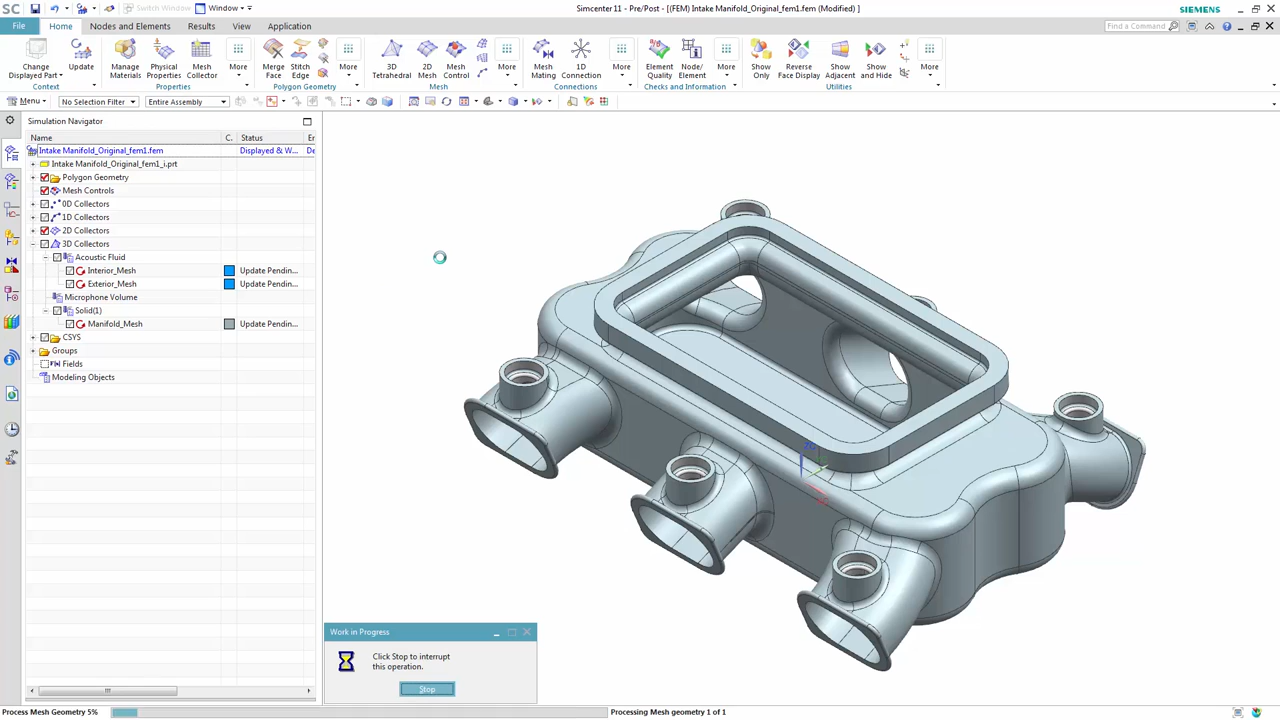 SC
Switch Window
Window
Simcenter 11 - Pre/Post - [(FEM) Intake Manifold_Original_fem1.fem (Modified) ]
SIEMENS
File
Home
Nodes and Elements
Results
View
Application
Find a Command
Change Displayed Part
Update
Manage Materials
Physical Properties
Mesh Collector
More
Merge Face
Stitch Edge
More
3D Tetrahedral
2D Mesh
Mesh Control
More
Mesh Mating
1D Connection
More
Element Quality
Node/ Element
More
Show Only
Reverse Face Display
Show Adjacent
Show and Hide
More
Context
Properties
Polygon Geometry
Mesh
Connections
Checks and Information
Utilities
Menu
No Selection Filter
Entire Assembly
Simulation Navigator
Name
C.
Status
Intake Manifold_Original_fem1.fem
Displayed & W...
De
Intake Manifold_Original_fem1_i.prt
Polygon Geometry
Mesh Controls
0D Collectors
1D Collectors
2D Collectors
3D Collectors
Acoustic Fluid
Interior_Mesh
Update Pendin...
Exterior_Mesh
Update Pendin...
Microphone Volume
Solid(1)
Manifold_Mesh
Update Pendin...
CSYS
Groups
Fields
Modeling Objects
Work in Progress
Click Stop to interrupt
this operation.
Stop
Process Mesh Geometry 5%
Processing Mesh geometry 1 of 1